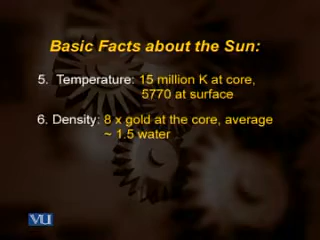 Basic Facts about the Sun:
5. Temperature: 15 million K at core,
5770 at surface
6. Density: 8 x gold at the core, average
~ 1.5 water
VU